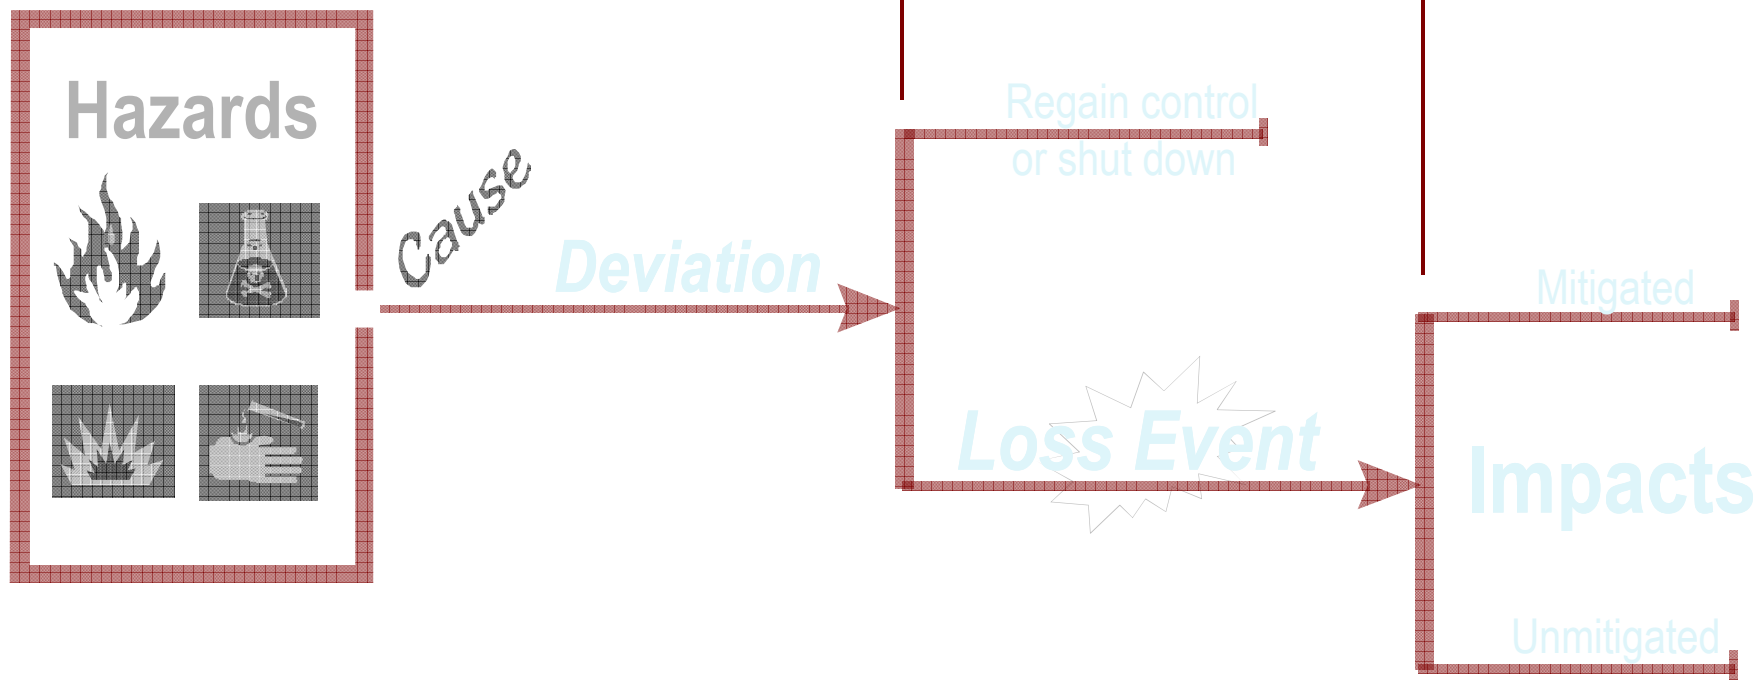 Hazards
Cause
Deviation
Regain control
or shut down
Loss Event
Mitigated
Impacts
Unmitigated